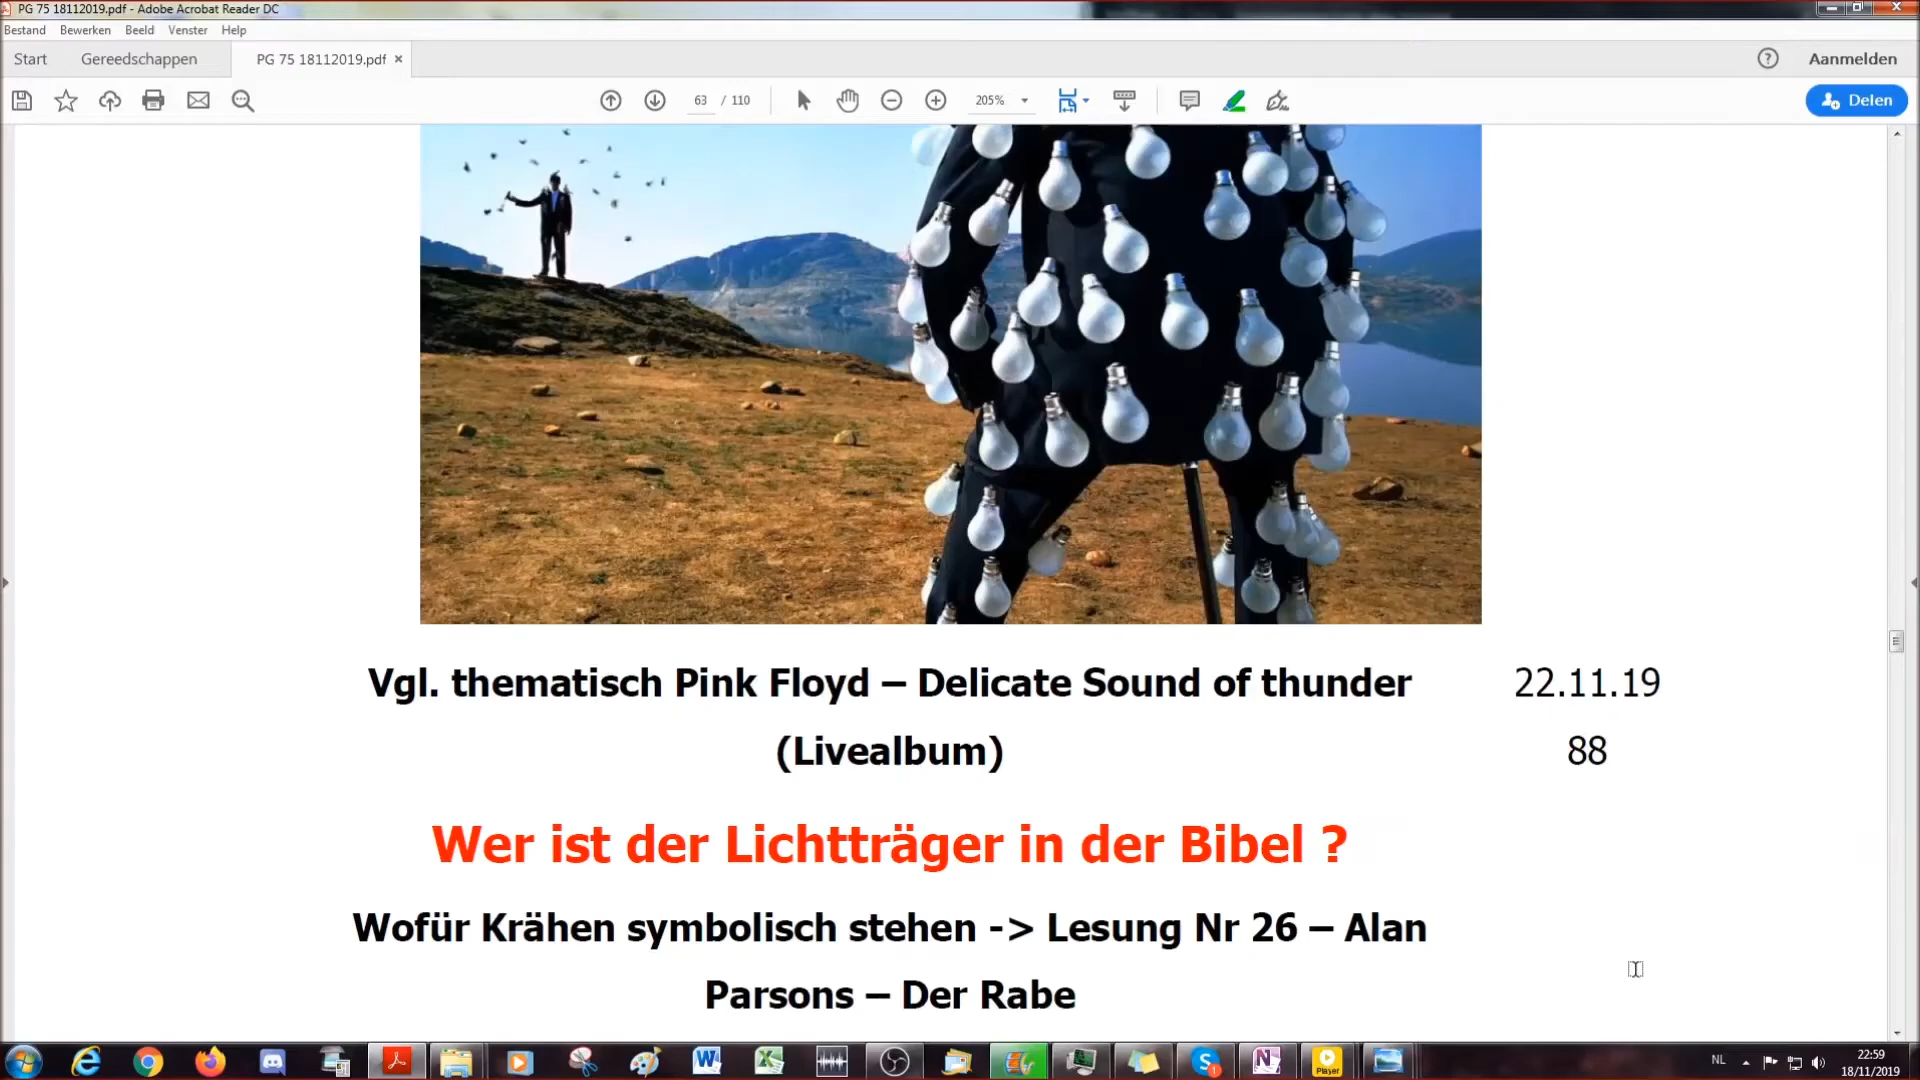 PG 75 18112019.pdf - Adobe Acrobat Reader DC
Bestand Bewerken Beeld Venster Help
Start Gereedschappen PG 75 18112019.pdf × Aanmelden
63 / 110 205% Delen
Vgl. thematisch Pink Floyd – Delicate Sound of thunder 22.11.19
(Livealbum) 88
Wer ist der Lichtträger in der Bibel ?
Wofür Krähen symbolisch stehen -> Lesung Nr 26 – Alan
Parsons – Der Rabe
NL 22:59
18/11/2019